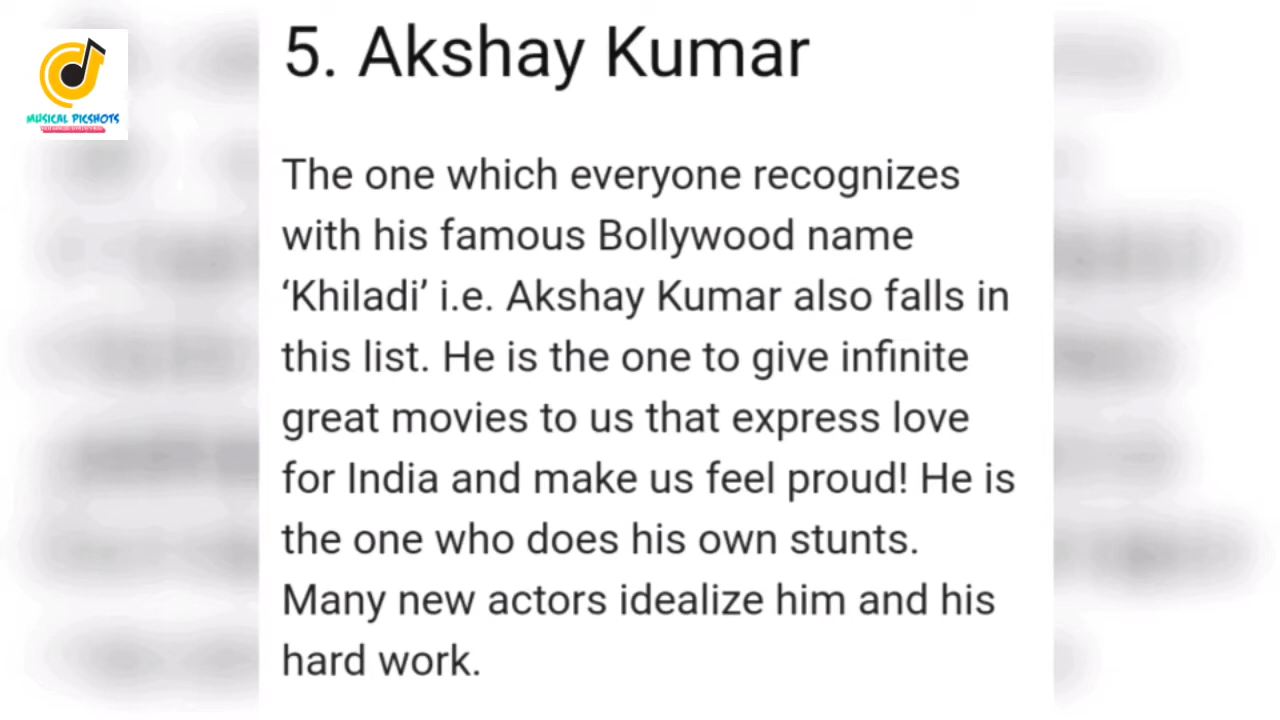 MUSICAL PICSHOTS
5. Akshay Kumar
The one which everyone recognizes
with his famous Bollywood name
‘Khiladi’ i.e. Akshay Kumar also falls in
this list. He is the one to give infinite
great movies to us that express love
for India and make us feel proud! He is
the one who does his own stunts.
Many new actors idealize him and his
hard work.